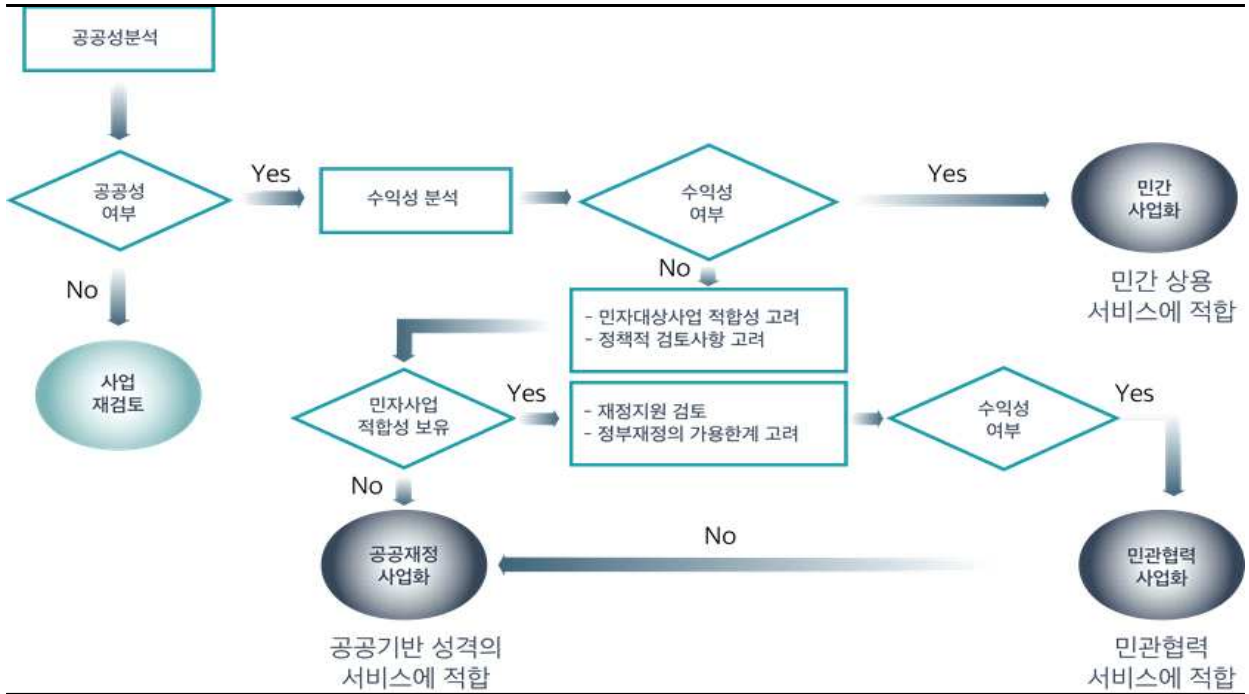 공공성분석
공공성
여부
Yes
수익성 분석
수익성
여부
Yes
민간
사업화
민간 상용
서비스에 적합
No
사업
재검토
No
- 민자대상사업 적합성 고려
- 정책적 검토사항 고려
민자사업
적합성 보유
Yes
- 재정지원 검토
- 정부재정의 가용한계 고려
수익성
여부
Yes
No
공공재정
사업화
공공기반 성격의
서비스에 적합
No
민관협력
사업화
민관협력
서비스에 적합